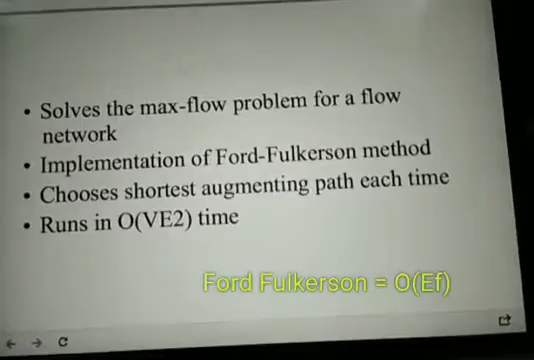 • Solves the max-flow problem for a flow
network
• Implementation of Ford-Fulkerson method
• Chooses shortest augmenting path each time
• Runs in O(VE2) time
Ford Fulkerson = O(Ef)